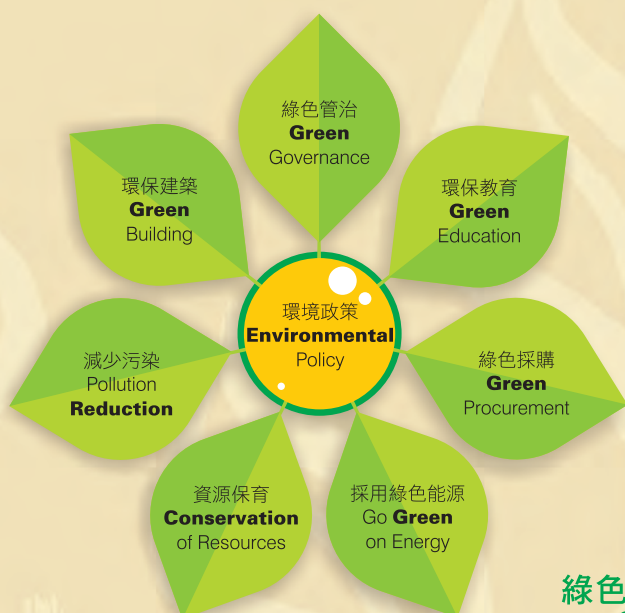 綠色管治
Green
Governance
環保建築
Green
Building
環保教育
Green
Education
環境政策
Environmental
Policy
減少污染
Pollution
Reduction
綠色採購
Green
Procurement
資源保育
Conservation
of Resources
採用綠色能源
Go Green
on Energy
綠色